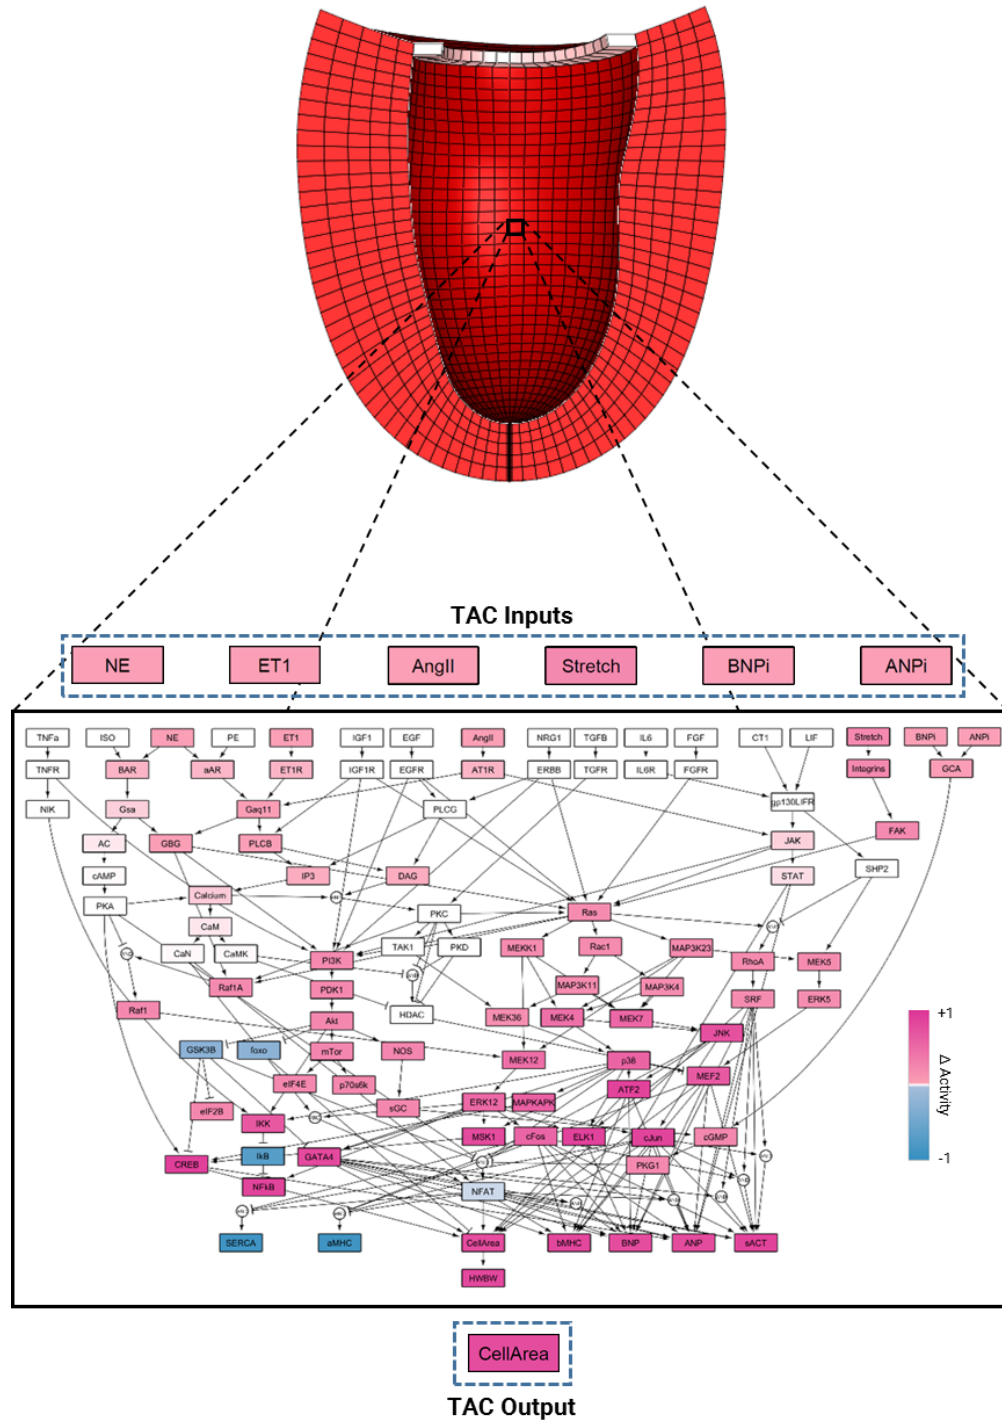 TAC Inputs
NE ET1 AngII Stretch BNPi ANPi
TNFa ISO NE PE ET1 IGF1 EGF AngII NRG1 TGFB IL6 FGF CT1 LIF Stretch BNPi ANPi
TNFR BAR aAR ET1R IGF1R EGFR AT1R ERBB TGFR IL6R FGFR Integrins GCA
NIK Gsa Gaq11 PLCG gp130LIFR
AC GBG PLCB JAK FAK
cAMP IP3 DAG STAT SHP2
PKA Calcium PKC Ras
CaM
CaN CaMK PI3K TAK1 PKD MEKK1 Rac1 MAP3K23 RhoA MEK5
Raf1A PDK1 MAP3K11 MAP3K4 SRF ERK5
Raf1 Akt HDAC MEK36 MEK4 MEK7 JNK
GSK3B foxo mTor NOS MEK12 p38 MEF2
eIF4E p70s6k ATF2
eIF2B sGC ERK12 MAPKAPK
IKK MSK1 cFos ELK1 cJun cGMP
CREB IkB GATA4 PKG1
NFkB NFAT
SERCA aMHC CellArea bMHC BNP ANP sACT
HWBW
+1
Δ Activity
-1
CellArea
TAC Output